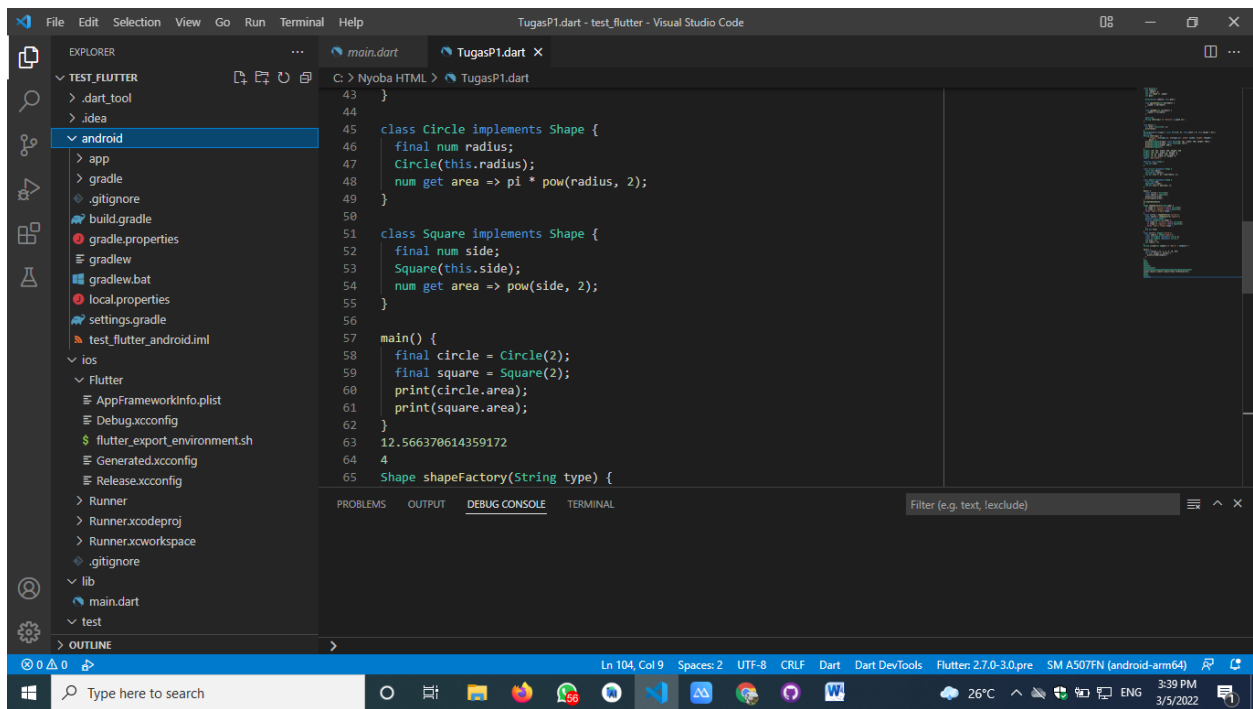 File Edit Selection View Go Run Terminal Help TugasP1.dart - test_flutter - Visual Studio Code
EXPLORER
TEST_FLUTTER
.dart_tool
.idea
android
app
gradle
.gitignore
build.gradle
gradle.properties
gradlew
gradlew.bat
local.properties
settings.gradle
test_flutter_android.iml
ios
Flutter
AppFrameworkInfo.plist
Debug.xcconfig
flutter_export_environment.sh
Generated.xcconfig
Release.xcconfig
Runner
Runner.xcodeproj
Runner.xcworkspace
.gitignore
lib
main.dart
test
OUTLINE
main.dart TugasP1.dart
C: > Nyoba HTML > TugasP1.dart
43 }
44
45 class Circle implements Shape {
46 final num radius;
47 Circle(this.radius);
48 num get area => pi * pow(radius, 2);
49 }
50
51 class Square implements Shape {
52 final num side;
53 Square(this.side);
54 num get area => pow(side, 2);
55 }
56
57 main() {
58 final circle = Circle(2);
59 final square = Square(2);
60 print(circle.area);
61 print(square.area);
62 }
63 12.566370614359172
64 4
65 Shape shapeFactory(String type) {
PROBLEMS OUTPUT DEBUG CONSOLE TERMINAL Filter (e.g. text, !exclude)
0 0 Ln 104, Col 9 Spaces: 2 UTF-8 CRLF Dart Dart DevTools Flutter: 2.7.0-3.0.pre SM A507FN (android-arm64)
Type here to search 56 26°C ENG 3:39 PM
3/5/2022 1